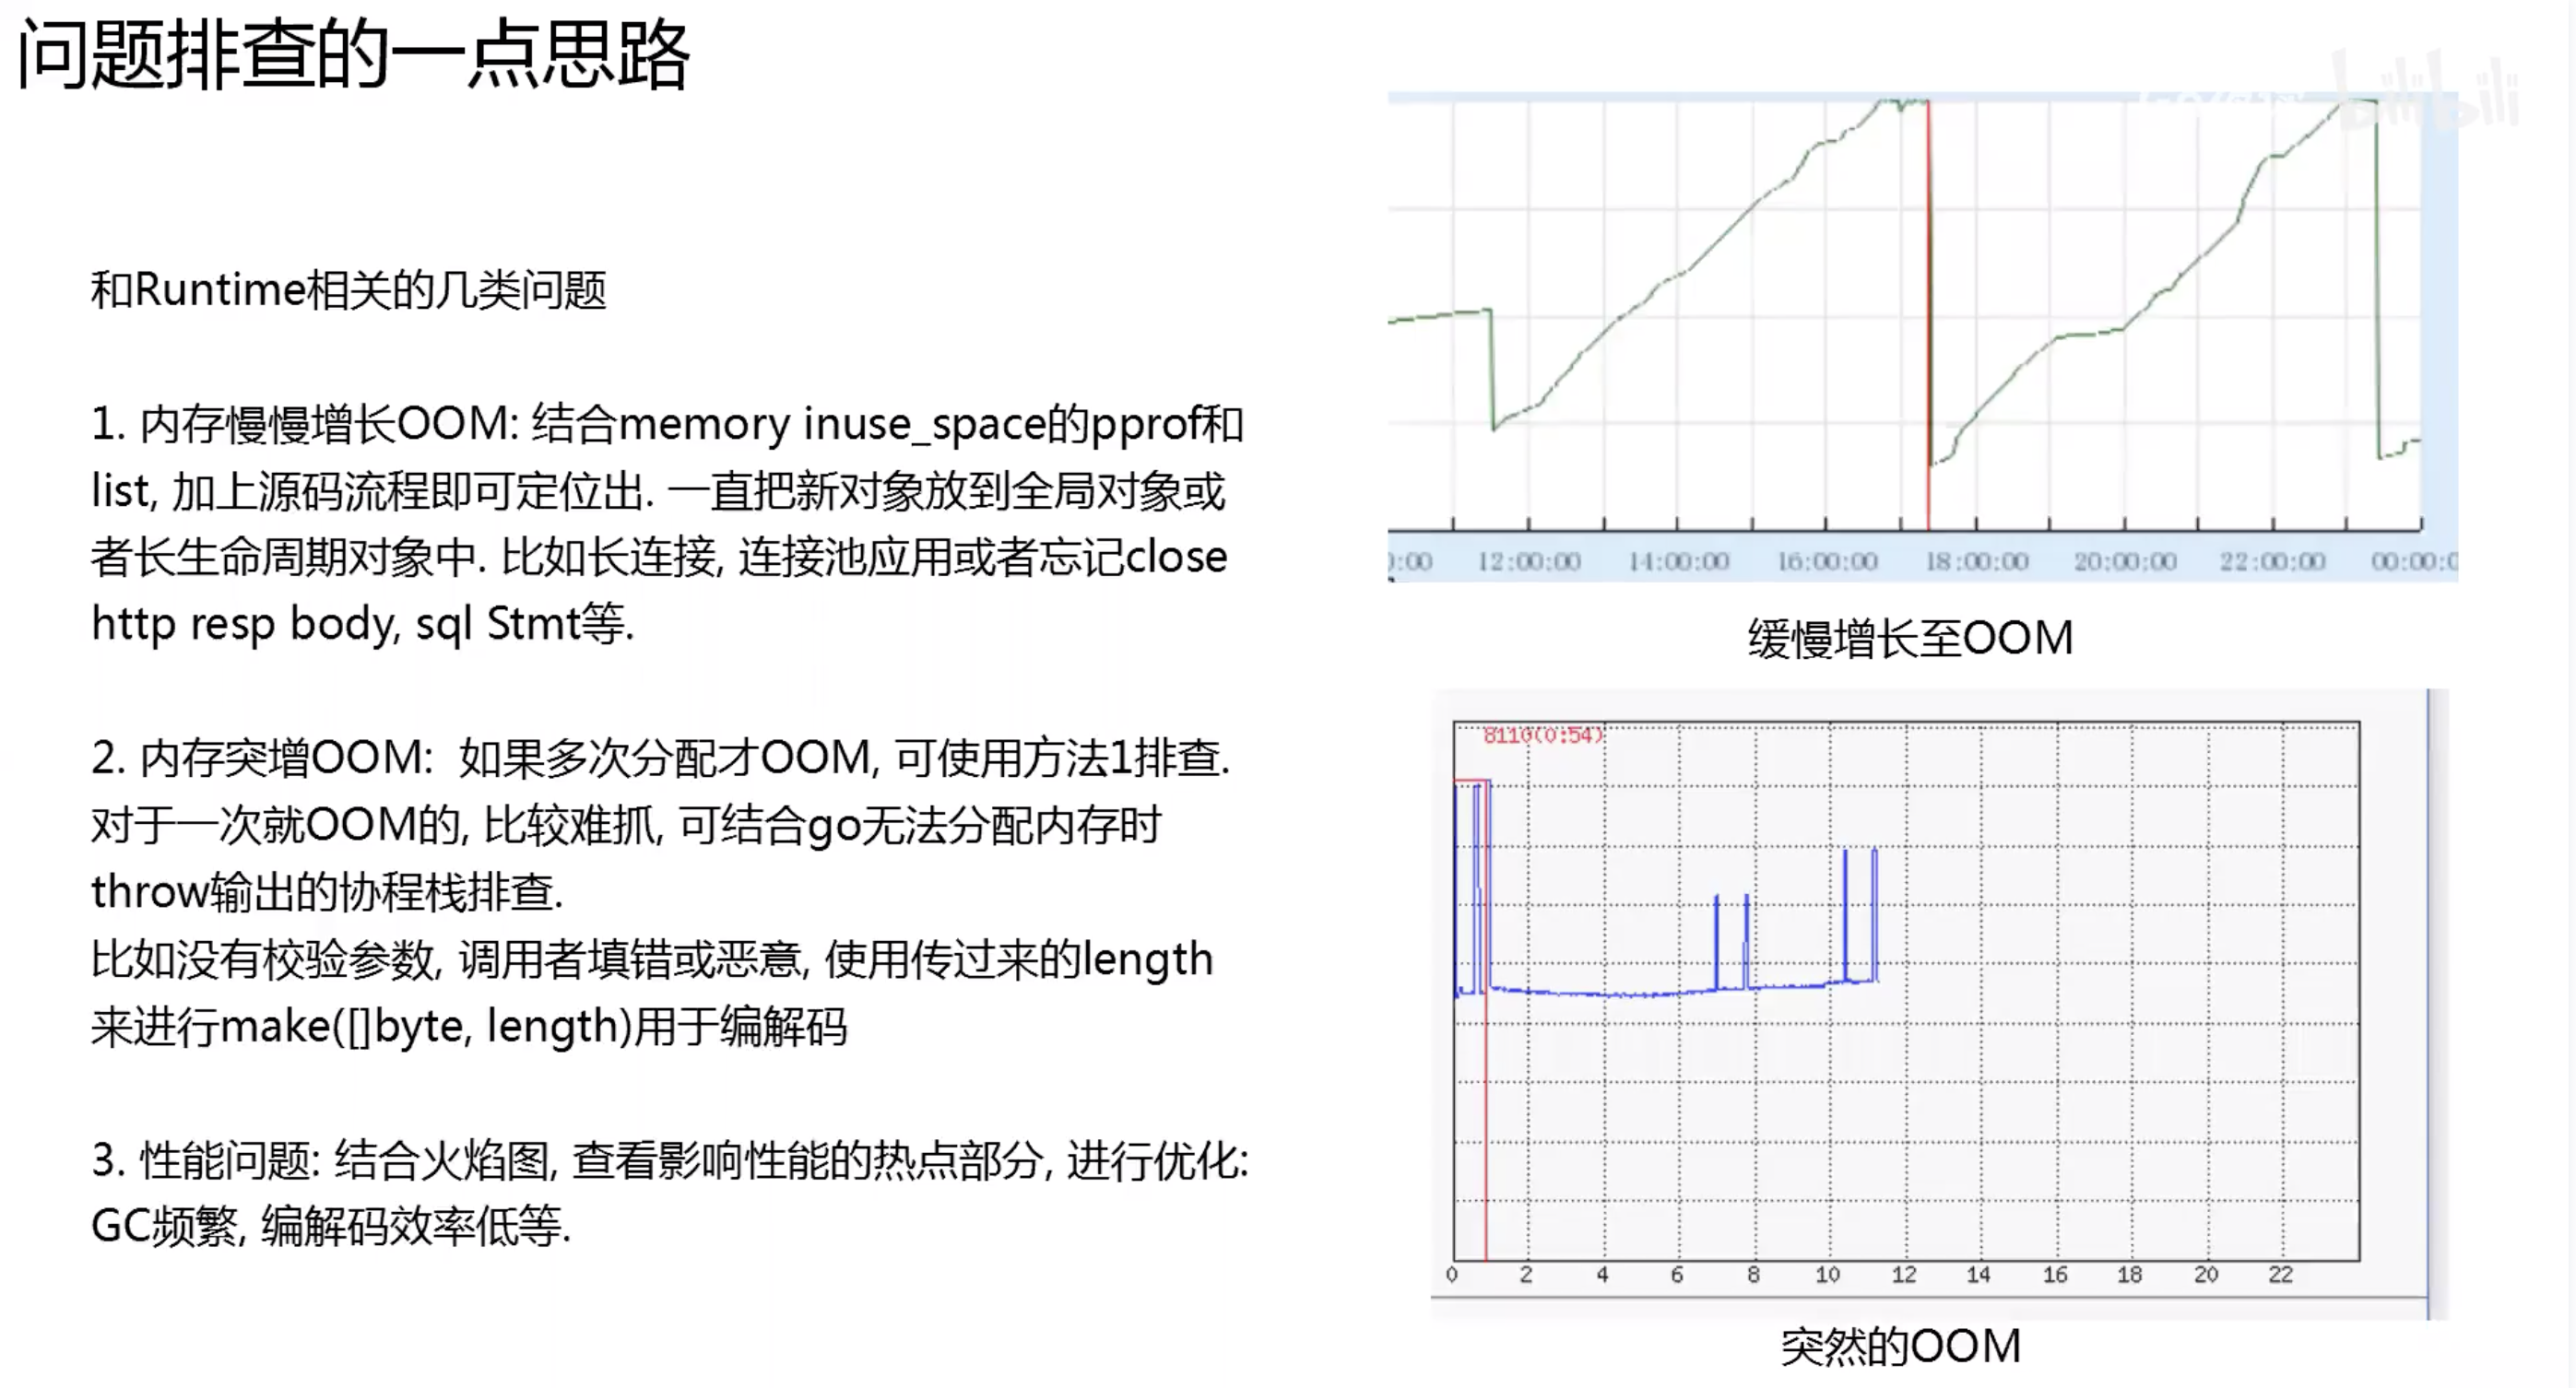 问题排查的一点思路
bilibili
和Runtime相关的几类问题
1. 内存慢慢增长OOM: 结合memory inuse_space的pprof和
list, 加上源码流程即可定位出. 一直把新对象放到全局对象或
者长生命周期对象中. 比如长连接, 连接池应用或者忘记close
http resp body, sql Stmt等.
2. 内存突增OOM: 如果多次分配才OOM, 可使用方法1排查.
对于一次就OOM的, 比较难抓, 可结合go无法分配内存时
throw输出的协程栈排查.
比如没有校验参数, 调用者填错或恶意, 使用传过来的length
来进行make([]byte, length)用于编解码
3. 性能问题: 结合火焰图, 查看影响性能的热点部分, 进行优化:
GC频繁, 编解码效率低等.
):00 12:00:00 14:00:00 16:00:00 18:00:00 20:00:00 22:00:00 00:00:0
缓慢增长至OOM
8110(0:54)
0 2 4 6 8 10 12 14 16 18 20 22
突然的OOM